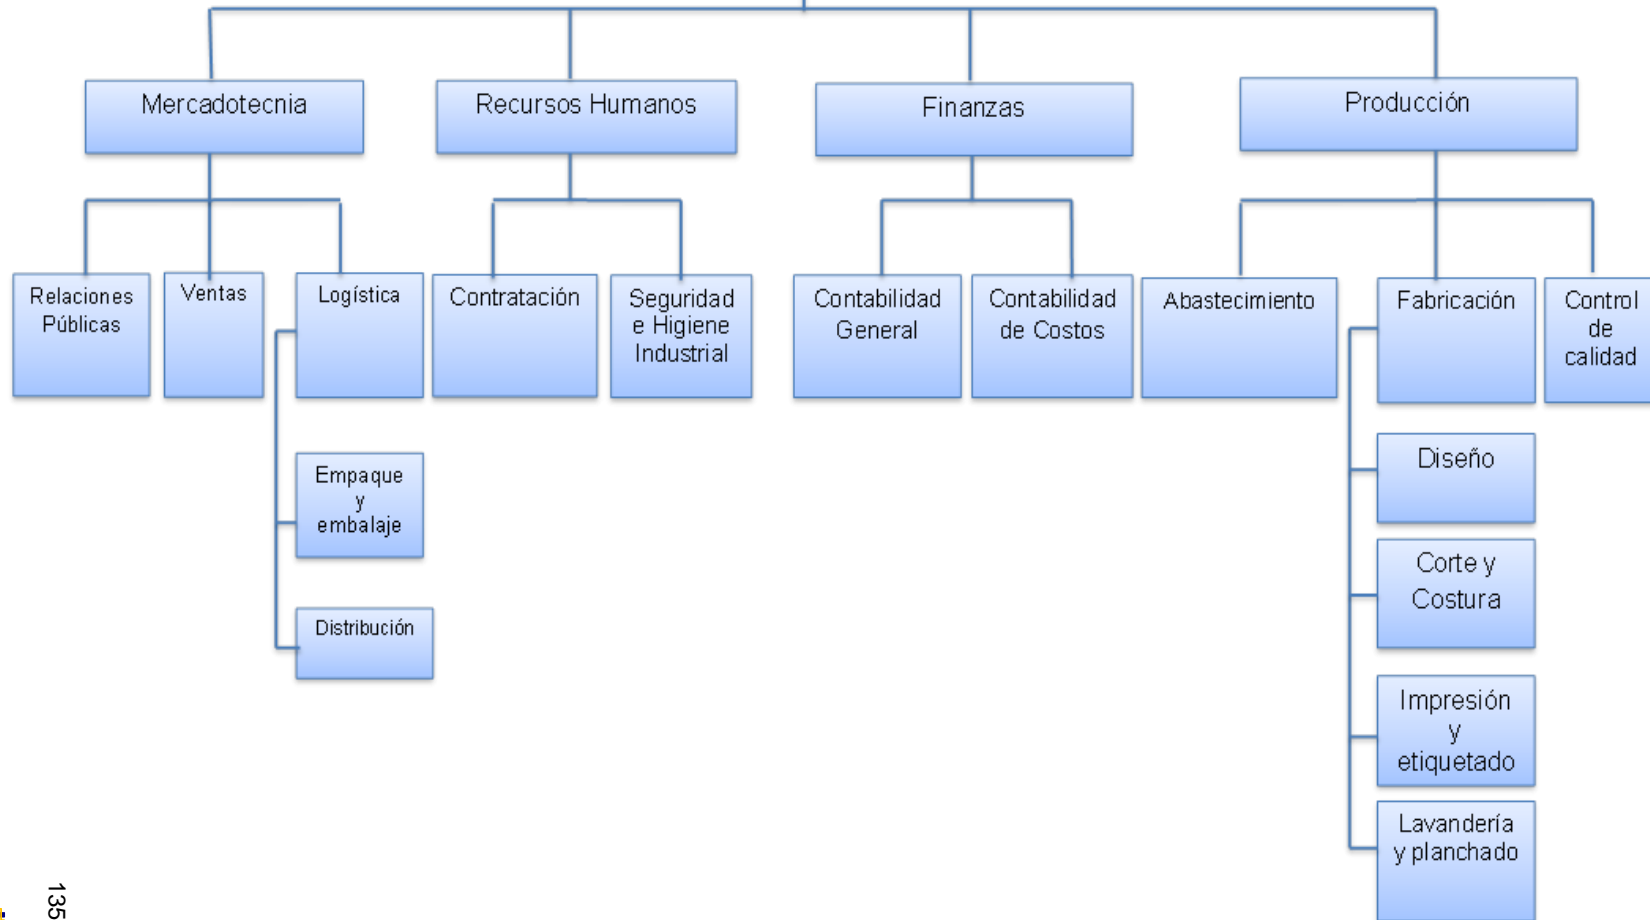 Mercadotecnia
Recursos Humanos
Finanzas
Producción
Relaciones
Públicas
Ventas
Logística
Contratación
Seguridad
e Higiene
Industrial
Contabilidad
General
Contabilidad
de Costos
Abastecimiento
Fabricación
Control
de
calidad
Empaque
y
embalaje
Distribución
Diseño
Corte y
Costura
Impresión
y
etiquetado
Lavandería
y planchado
135